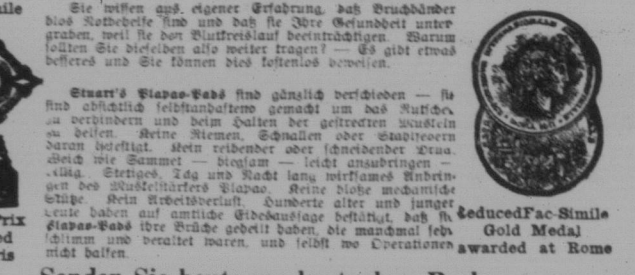 Sie wissen aus eigener Erfahrung, daß Bruchbänder
blos Nothbehelfe sind und daß sie Ihre Gesundheit unter-
graben, weil sie den Blutkreislauf beeinträchtigen. Warum
sollten Sie dieselben also weiter tragen? — Es gibt etwas
besseres und Sie können dies kostenlos beweisen.
Stuart's Plapao-Pads sind gänzlich verschieden — sie
sind absichtlich selbstanhaftend gemacht um das Rutschen
zu verhindern und beim Halten der gestreckten Muskeln
zu helfen. Keine Riemen, Schnallen oder Stahlfedern
daran befestigt. Kein reibender oder schneidender Druck.
Weich wie Sammet — biegsam — leicht anzubringen —
Stetiges, Tag und Nacht lang wirksames Anbrin-
gen des Muskelstärkers Plapao. Keine bloße mechanische
Stütze. Kein Arbeitsverlust. Hunderte alter und junger
Leute haben auf amtliche Eidesaussage bestätigt, daß
Plapao-Pads ihre Brüche geheilt haben, die manchmal sehr
schlimm und veraltet waren, und selbst wo Operationen
nicht halfen.
ReducedFac-Simile
Gold Medal
awarded at Rome